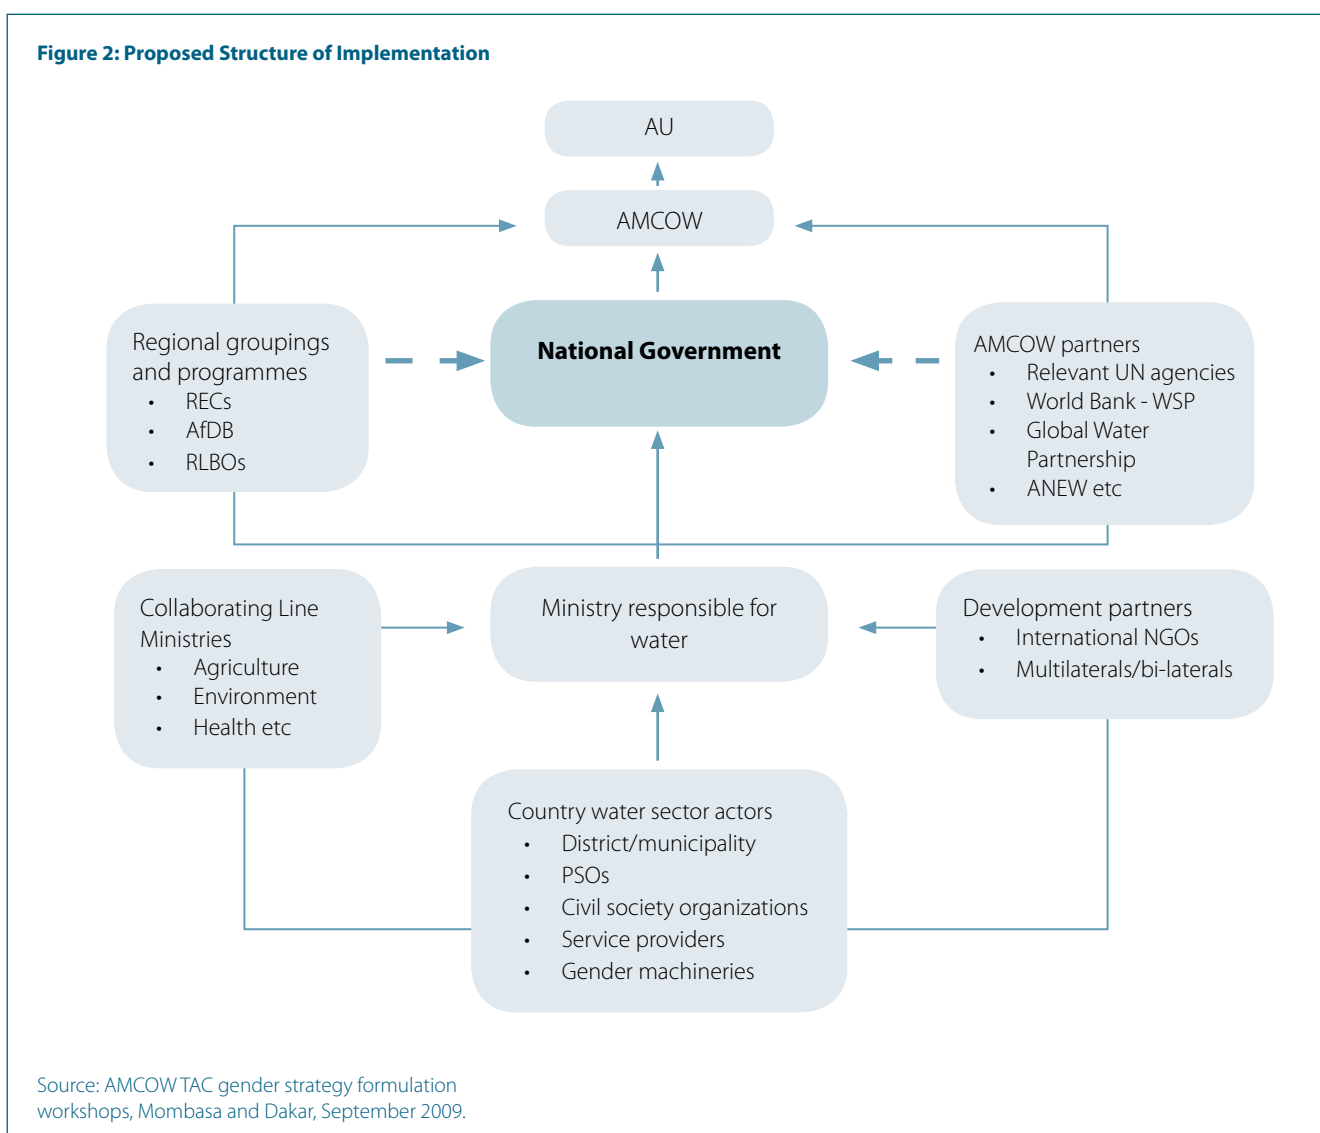 Figure 2: Proposed Structure of Implementation
AU
AMCOW
Regional groupings
and programmes
• RECs
• AfDB
• RLBOs
National Government
AMCOW partners
• Relevant UN agencies
• World Bank - WSP
• Global Water
Partnership
• ANEW etc
Collaborating Line
Ministries
• Agriculture
• Environment
• Health etc
Ministry responsible for
water
Development partners
• International NGOs
• Multilaterals/bi-laterals
Country water sector actors
• District/municipality
• PSOs
• Civil society organizations
• Service providers
• Gender machineries
Source: AMCOW TAC gender strategy formulation
workshops, Mombasa and Dakar, September 2009.